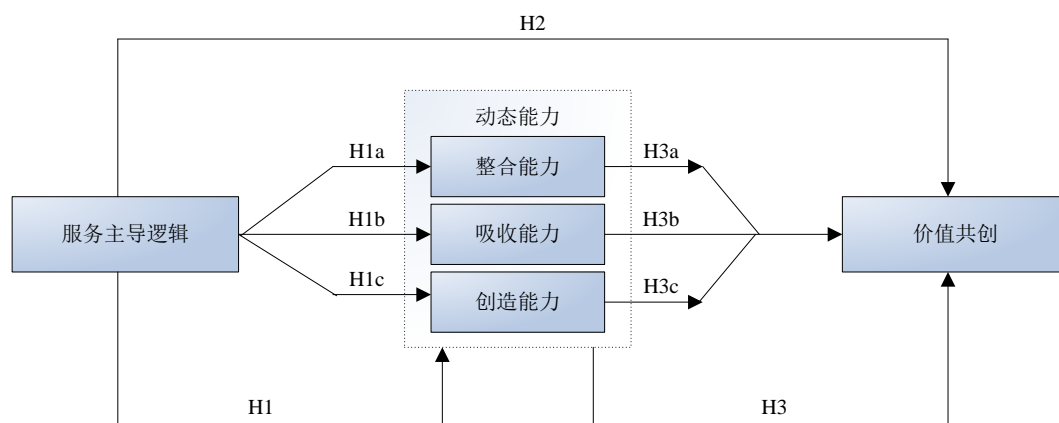 H2
动态能力
H1a
整合能力
H3a
服务主导逻辑
H1b
吸收能力
H3b
价值共创
H1c
创造能力
H3c
H1
H3